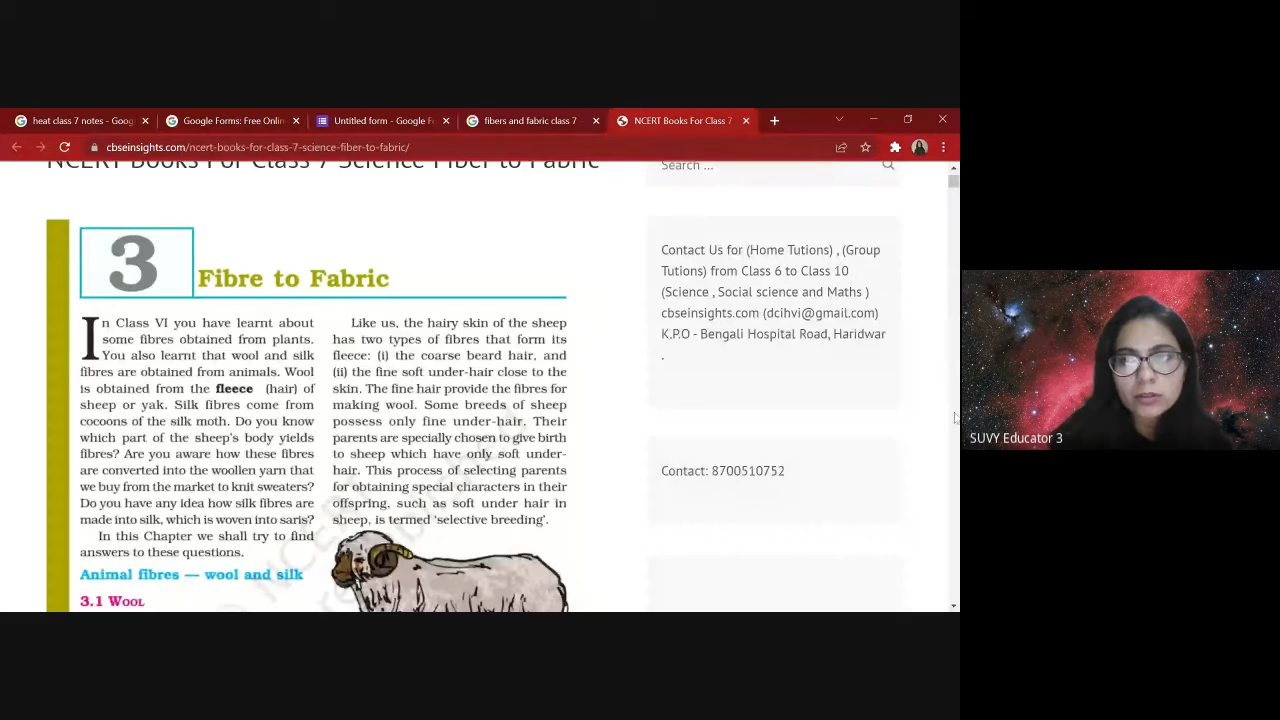 heat class 7 notes - Goog
Google Forms: Free Onlin
Untitled form - Google F
fibers and fabric class 7
NCERT Books For Class 7
cbseinsights.com/ncert-books-for-class-7-science-fiber-to-fabric/
NCERT Books For Class 7 Science Fiber to Fabric
Search ...
3
Fibre to Fabric
In Class VI you have learnt about
some fibres obtained from plants.
You also learnt that wool and silk
fibres are obtained from animals. Wool
is obtained from the fleece (hair) of
sheep or yak. Silk fibres come from
cocoons of the silk moth. Do you know
which part of the sheep's body yields
fibres? Are you aware how these fibres
are converted into the woollen yarn that
we buy from the market to knit sweaters?
Do you have any idea how silk fibres are
made into silk, which is woven into saris?
In this Chapter we shall try to find
answers to these questions.
Animal fibres — wool and silk
3.1 WOOL
Like us, the hairy skin of the sheep
has two types of fibres that form its
fleece: (i) the coarse beard hair, and
(ii) the fine soft under-hair close to the
skin. The fine hair provide the fibres for
making wool. Some breeds of sheep
possess only fine under-hair. Their
parents are specially chosen to give birth
to sheep which have only soft under-
hair. This process of selecting parents
for obtaining special characters in their
offspring, such as soft under hair in
sheep, is termed 'selective breeding'.
Contact Us for (Home Tutions) , (Group
Tutions) from Class 6 to Class 10
(Science , Social science and Maths )
cbseinsights.com (dcihvi@gmail.com)
K.P.O - Bengali Hospital Road, Haridwar
.
Contact: 8700510752
SUVY Educator 3